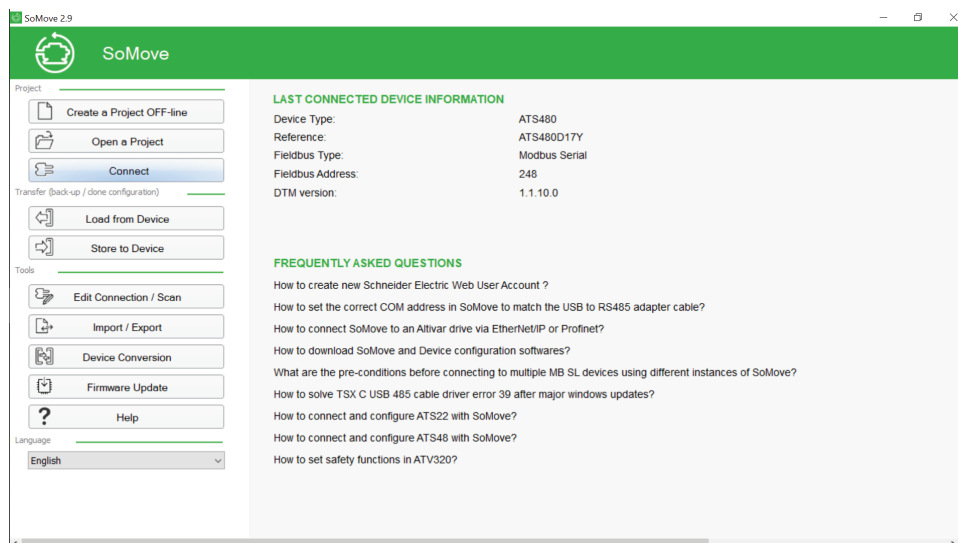 SoMove 2.9
SoMove
Project
Create a Project OFF-line
Open a Project
Connect
Transfer (back-up / clone configuration)
Load from Device
Store to Device
Tools
Edit Connection / Scan
Import / Export
Device Conversion
Firmware Update
? Help
Language
English
LAST CONNECTED DEVICE INFORMATION
Device Type: ATS480
Reference: ATS480D17Y
Fieldbus Type: Modbus Serial
Fieldbus Address: 248
DTM version: 1.1.10.0
FREQUENTLY ASKED QUESTIONS
How to create new Schneider Electric Web User Account ?
How to set the correct COM address in SoMove to match the USB to RS485 adapter cable?
How to connect SoMove to an Altivar drive via EtherNet/IP or Profinet?
How to download SoMove and Device configuration softwares?
What are the pre-conditions before connecting to multiple MB SL devices using different instances of SoMove?
How to solve TSX C USB 485 cable driver error 39 after major windows updates?
How to connect and configure ATS22 with SoMove?
How to connect and configure ATS48 with SoMove?
How to set safety functions in ATV320?